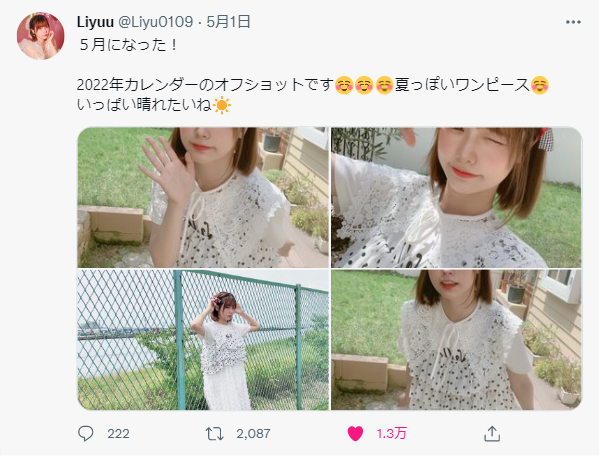 Liyuu @Liyu0109 · 5月1日
５月になった！
2022年カレンダーのオフショットです☺️☺️☺️夏っぽいワンピース☺️
いっぱい晴れたいね☀️
222 2,087 1.3万